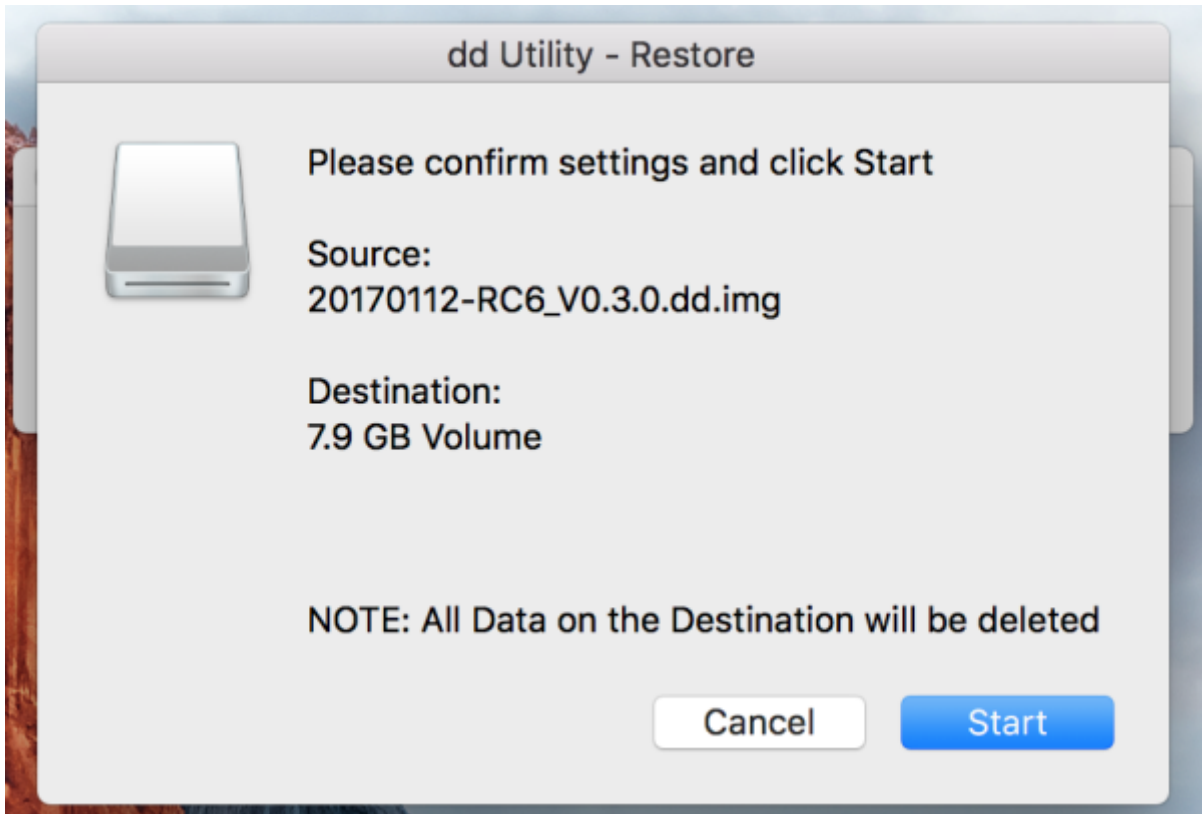 dd Utility - Restore
Please confirm settings and click Start
Source:
20170112-RC6_V0.3.0.dd.img
Destination:
7.9 GB Volume
NOTE: All Data on the Destination will be deleted
Cancel
Start